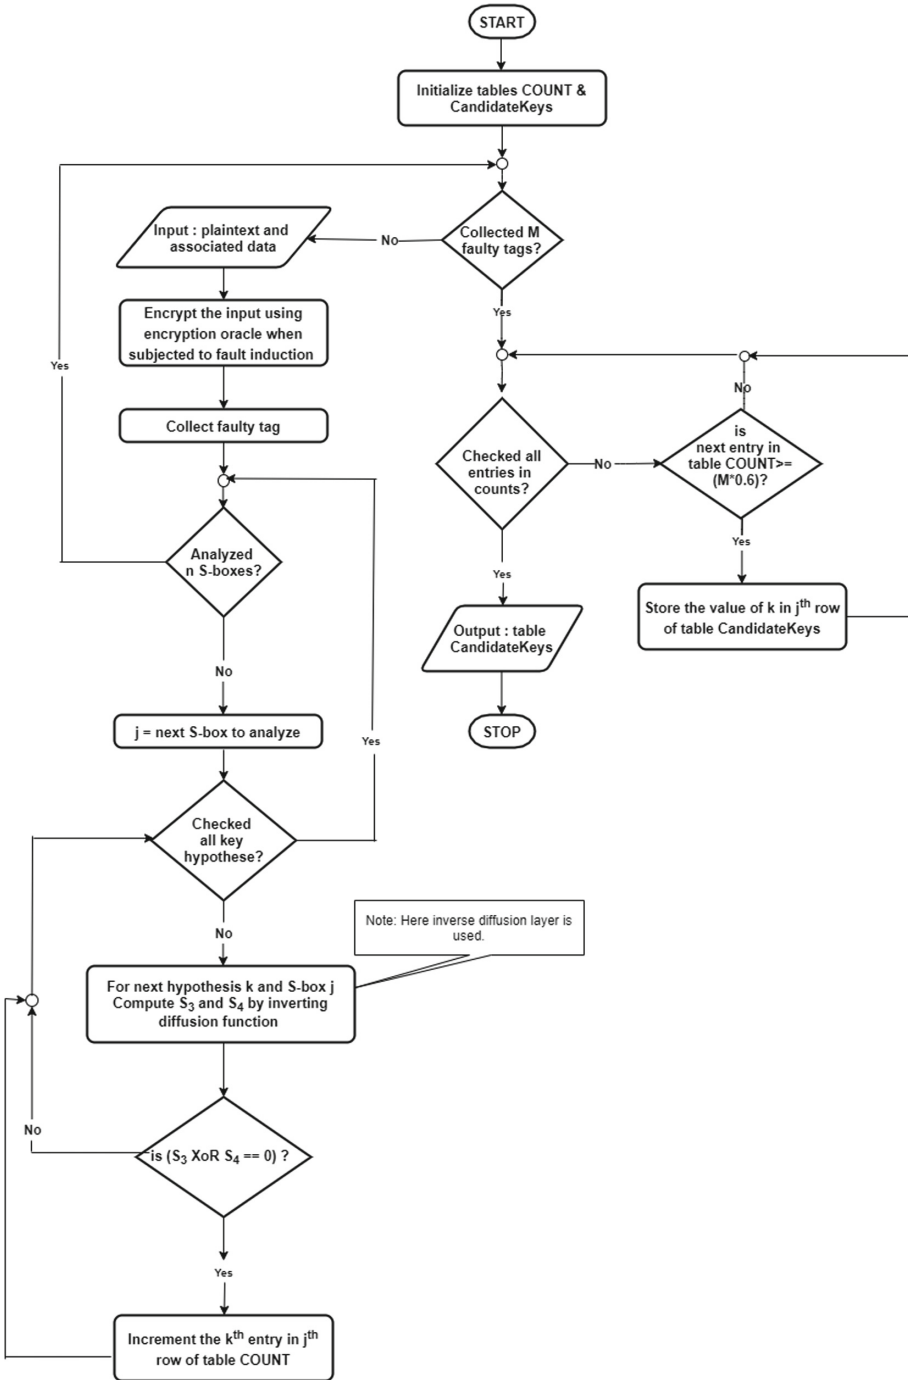 START
Initialize tables COUNT &
CandidateKeys
Collected M
faulty tags?
No
Yes
Input : plaintext and
associated data
Encrypt the input using
encryption oracle when
subjected to fault induction
Collect faulty tag
Analyzed
n S-boxes?
Yes
No
j = next S-box to analyze
Checked
all key
hypothese?
Yes
No
Note: Here inverse diffusion layer is
used.
For next hypothesis k and S-box j
Compute S3 and S4 by inverting
diffusion function
is (S3 XoR S4 == 0) ?
No
Yes
Increment the kth entry in jth
row of table COUNT
Checked all
entries in
counts?
No
Yes
is
next entry in
table COUNT>=
(M*0.6)?
No
Yes
Store the value of k in jth row
of table CandidateKeys
Output : table
CandidateKeys
STOP